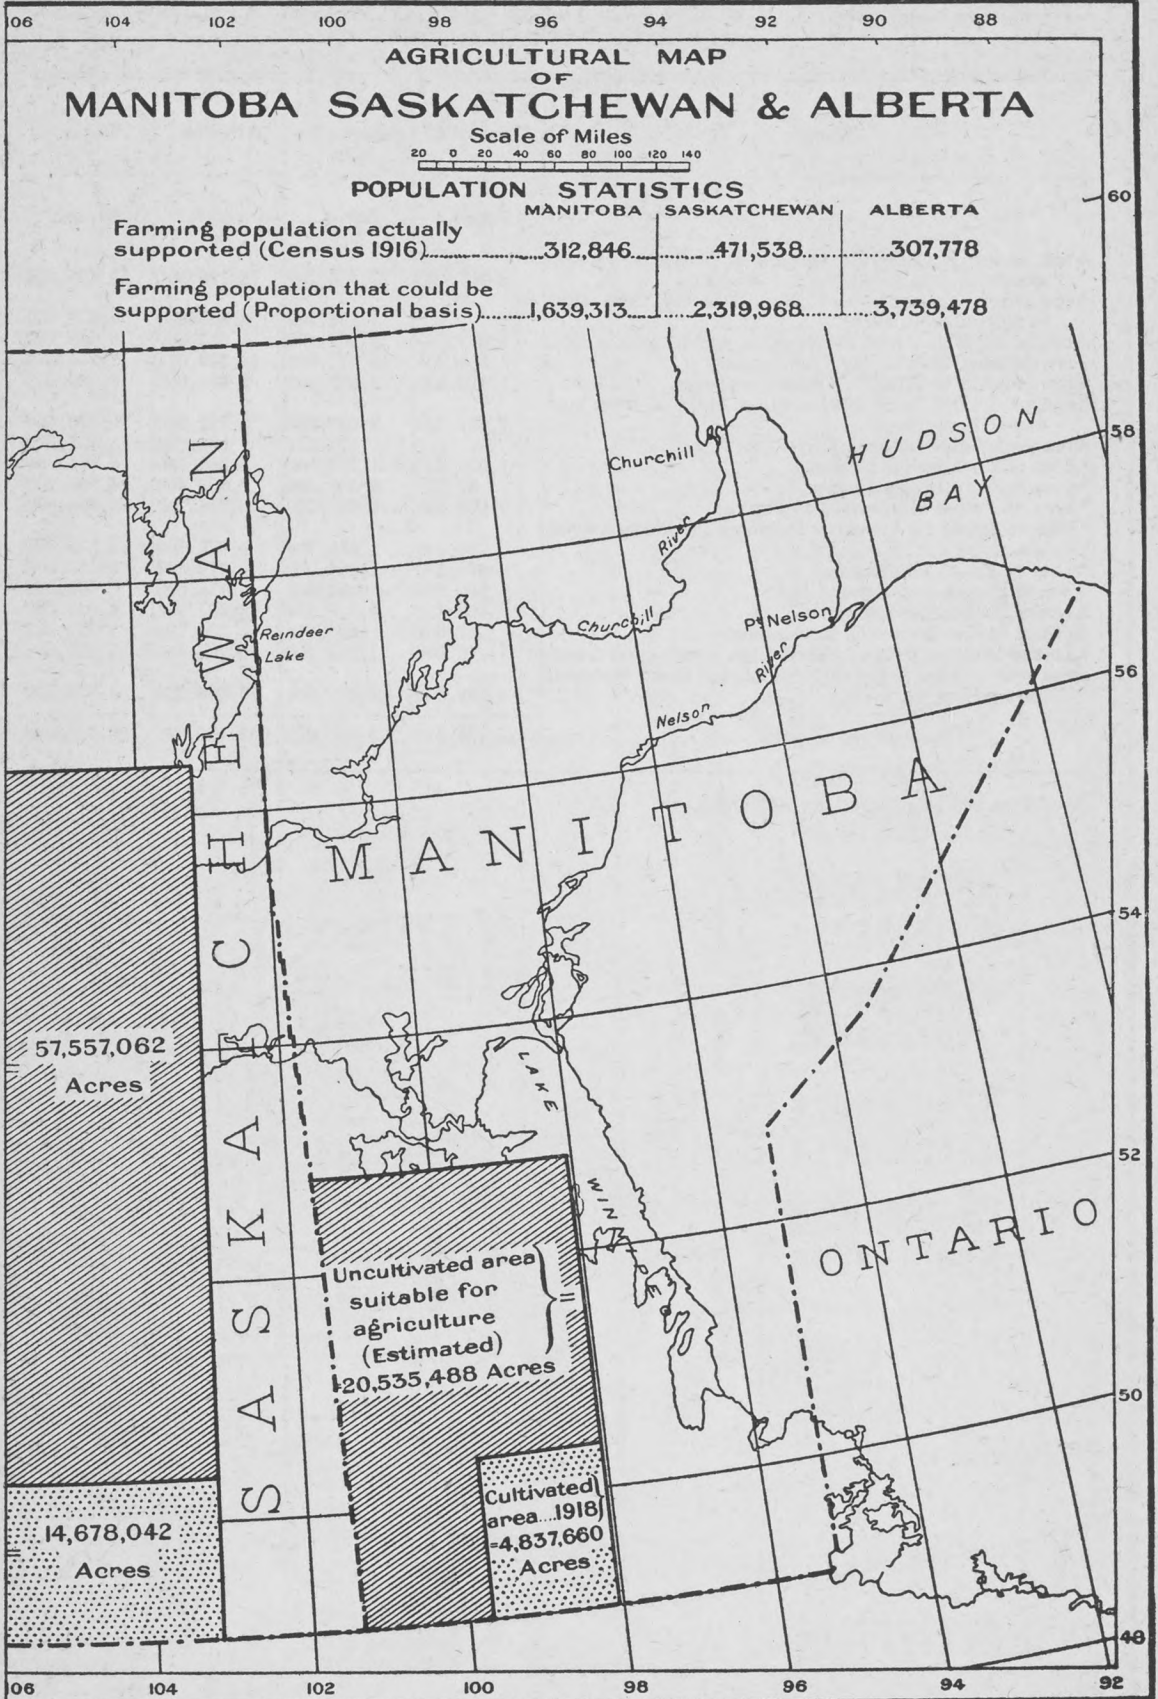 106 104 102 100 98 96 94 92 90 88
AGRICULTURAL MAP
OF
MANITOBA SASKATCHEWAN & ALBERTA
Scale of Miles
20 0 20 40 60 80 100 120 140
POPULATION STATISTICS
MANITOBA SASKATCHEWAN ALBERTA
Farming population actually
supported (Census 1916)............312,846............471,538............307,778
Farming population that could be
supported (Proportional basis)........1,639,313........2,319,968........3,739,478
60
HUDSON
BAY
58
Churchill
River
Churchill
Pt Nelson
River
Nelson
56
Reindeer
Lake
MANITOBA
SASKATCHEWAN
54
57,557,062
Acres
LAKE
WINNIPEG
52
ONTARIO
Uncultivated area
suitable for
agriculture
(Estimated)
=
20,535,488 Acres
50
Cultivated
area...1918
=4,837,660
Acres
14,678,042
Acres
48
106 104 102 100 98 96 94 92